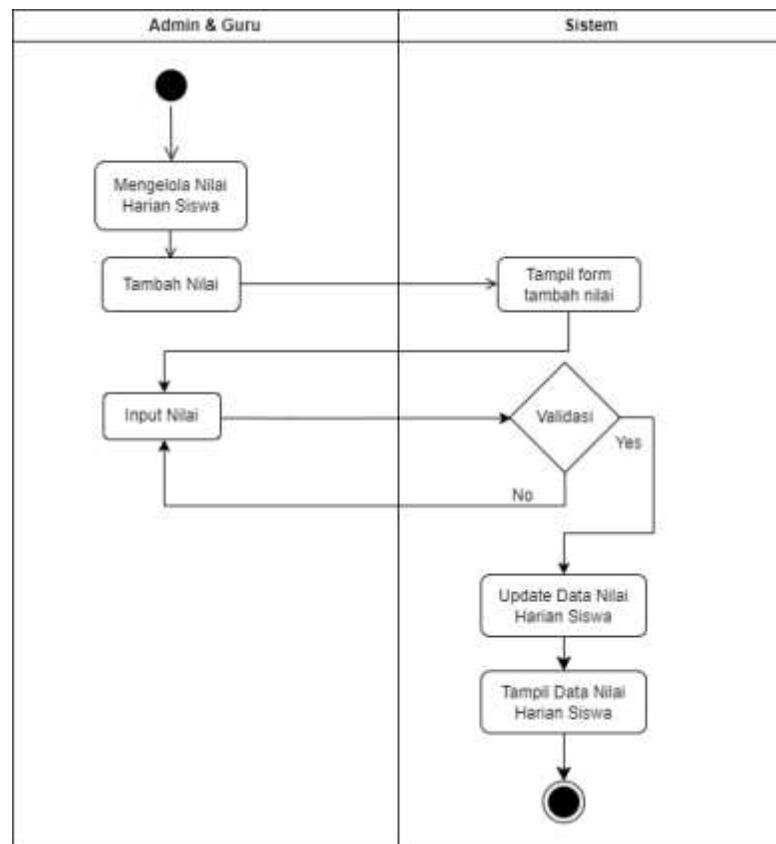 Admin & Guru
Sistem
Mengelola Nilai
Harian Siswa
Tambah Nilai
Tampil form
tambah nilai
Input Nilai
Validasi
Yes
No
Update Data Nilai
Harian Siswa
Tampil Data Nilai
Harian Siswa